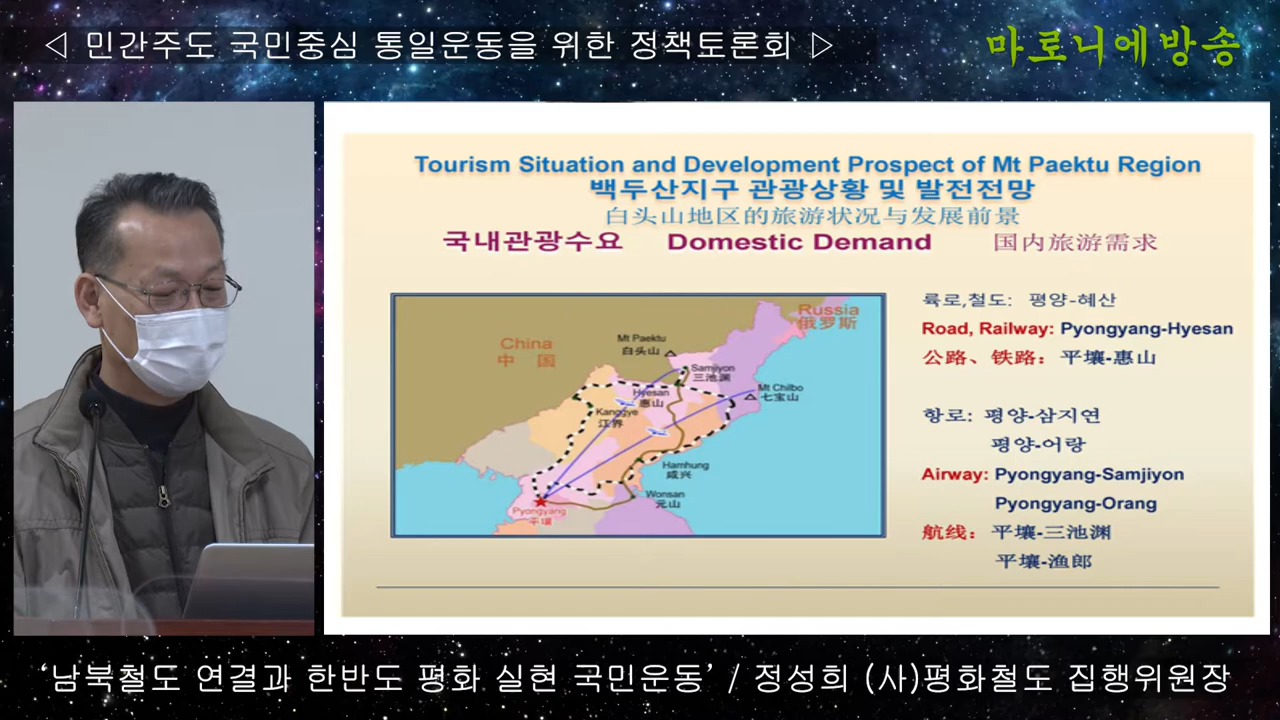 ◁ 민간주도 국민중심 통일운동을 위한 정책토론회 ▷
마로니에방송
Tourism Situation and Development Prospect of Mt Paektu Region
백두산지구 관광상황 및 발전전망
白头山地区的旅游状况与发展前景
국내관광수요 Domestic Demand 国内旅游需求
Russia
俄罗斯
China
中 国
Mt Paektu
白头山
Samjiyon
三池渊
Mt Chilbo
七宝山
Hyesan
惠山
Kanggye
江界
Hamhung
咸兴
Wonsan
元山
Pyongyang
平壤
륙로,철도: 평양-혜산
Road, Railway: Pyongyang-Hyesan
公路、铁路：平壤-惠山
항로: 평양-삼지연
평양-어랑
Airway: Pyongyang-Samjiyon
Pyongyang-Orang
航线：平壤-三池渊
平壤-渔郎
‘남북철도 연결과 한반도 평화 실현 국민운동’ / 정성희 (사)평화철도 집행위원장